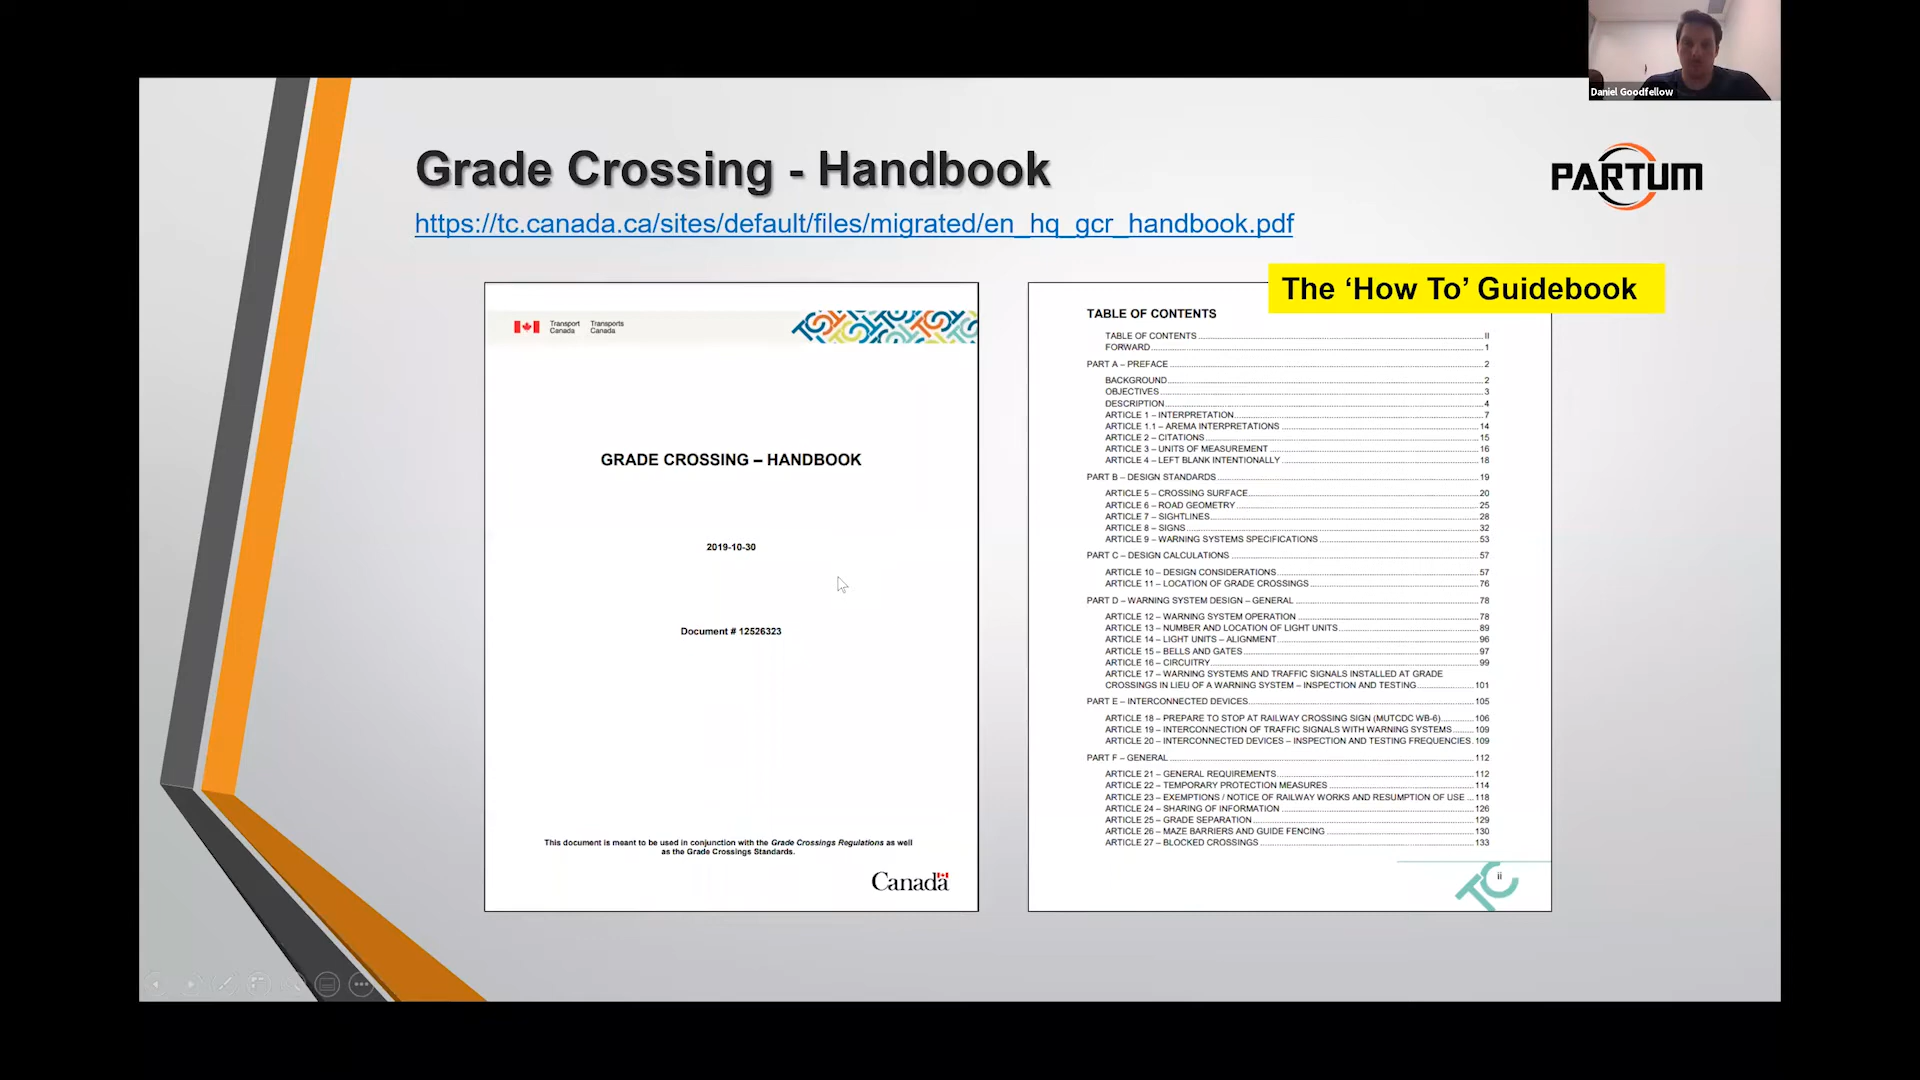 Daniel Goodfellow
Grade Crossing - Handbook
PARTUM
https://tc.canada.ca/sites/default/files/migrated/en_hq_gcr_handbook.pdf
The ‘How To’ Guidebook
Transport Canada
Transports Canada
GRADE CROSSING – HANDBOOK
2019-10-30
Document # 12526323
This document is meant to be used in conjunction with the Grade Crossings Regulations as well
as the Grade Crossings Standards.
Canada
TABLE OF CONTENTS
TABLE OF CONTENTS II
FORWARD 1
PART A – PREFACE 2
BACKGROUND 2
OBJECTIVES 3
DESCRIPTION 4
ARTICLE 1 – INTERPRETATION 7
ARTICLE 1.1 – AREMA INTERPRETATIONS 14
ARTICLE 2 – CITATIONS 15
ARTICLE 3 – UNITS OF MEASUREMENT 16
ARTICLE 4 – LEFT BLANK INTENTIONALLY 18
PART B – DESIGN STANDARDS 19
ARTICLE 5 – CROSSING SURFACE 20
ARTICLE 6 – ROAD GEOMETRY 25
ARTICLE 7 – SIGHTLINES 28
ARTICLE 8 – SIGNS 32
ARTICLE 9 – WARNING SYSTEMS SPECIFICATIONS 53
PART C – DESIGN CALCULATIONS 57
ARTICLE 10 – DESIGN CONSIDERATIONS 57
ARTICLE 11 – LOCATION OF GRADE CROSSINGS 76
PART D – WARNING SYSTEM DESIGN – GENERAL 78
ARTICLE 12 – WARNING SYSTEM OPERATION 78
ARTICLE 13 – NUMBER AND LOCATION OF LIGHT UNITS 89
ARTICLE 14 – LIGHT UNITS – ALIGNMENT 96
ARTICLE 15 – BELLS AND GATES 97
ARTICLE 16 – CIRCUITRY 99
ARTICLE 17 – WARNING SYSTEMS AND TRAFFIC SIGNALS INSTALLED AT GRADE
CROSSINGS IN LIEU OF A WARNING SYSTEM – INSPECTION AND TESTING 101
PART E – INTERCONNECTED DEVICES 105
ARTICLE 18 – PREPARE TO STOP AT RAILWAY CROSSING SIGN (MUTCDC WB-6) 106
ARTICLE 19 – INTERCONNECTION OF TRAFFIC SIGNALS WITH WARNING SYSTEMS 109
ARTICLE 20 – INTERCONNECTED DEVICES – INSPECTION AND TESTING FREQUENCIES 109
PART F – GENERAL 112
ARTICLE 21 – GENERAL REQUIREMENTS 112
ARTICLE 22 – TEMPORARY PROTECTION MEASURES 114
ARTICLE 23 – EXEMPTIONS / NOTICE OF RAILWAY WORKS AND RESUMPTION OF USE 118
ARTICLE 24 – SHARING OF INFORMATION 126
ARTICLE 25 – GRADE SEPARATION 129
ARTICLE 26 – MAZE BARRIERS AND GUIDE FENCING 130
ARTICLE 27 – BLOCKED CROSSINGS 133
TC
ii